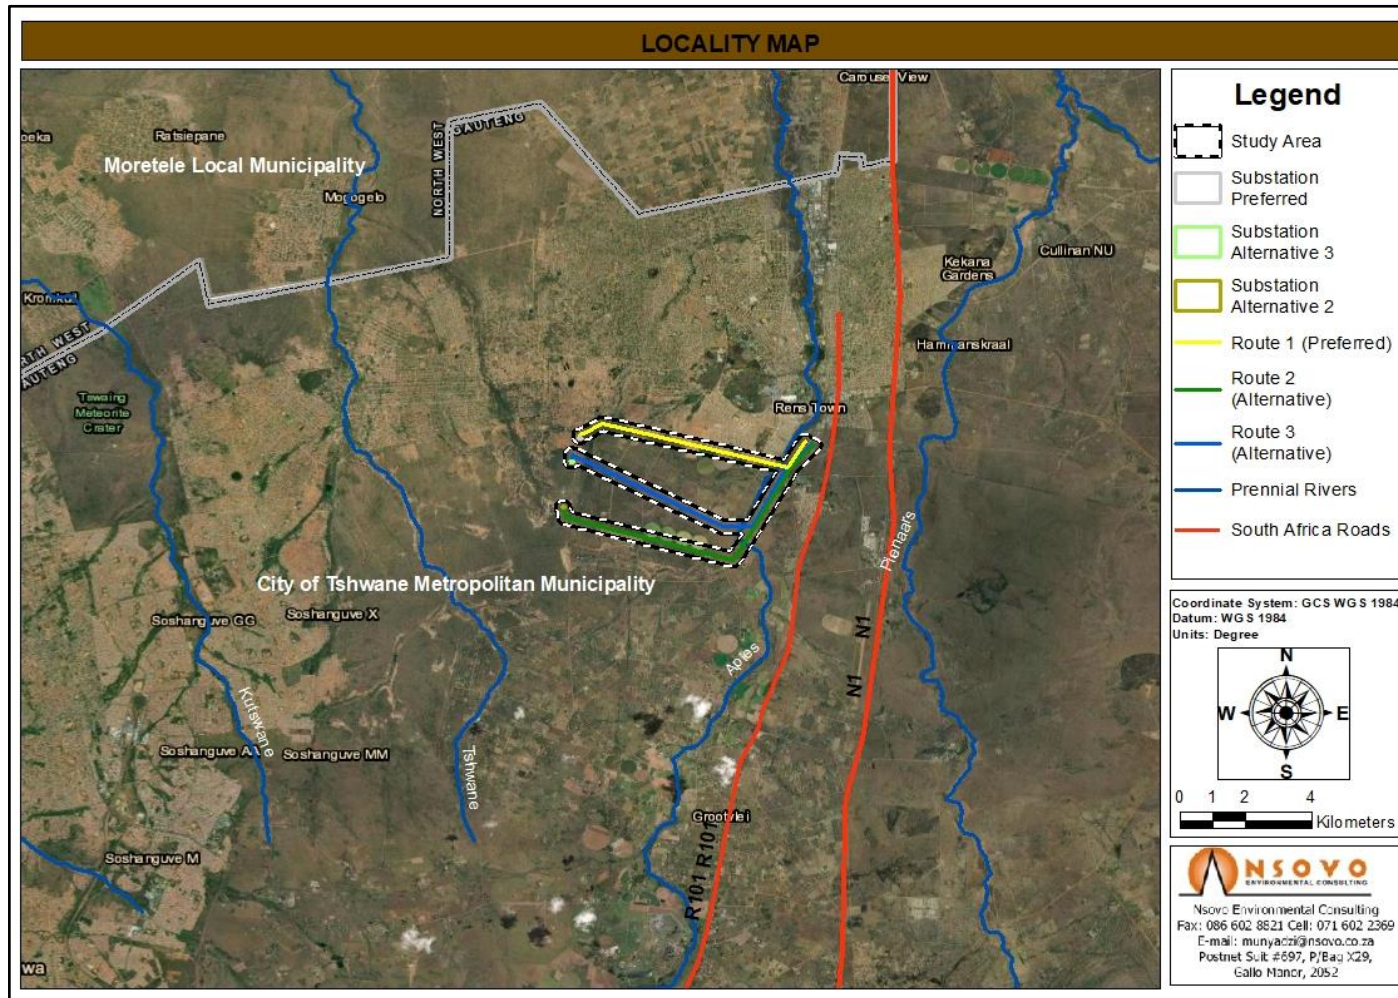 LOCALITY MAP
Carousel View
Ratsiepane
Moretele Local Municipality
NORTH WEST
GAUTENG
Mogogelo
Cullinan NU
Kekana
Gardens
Kromkuil
RTH WEST
AUTENG
Hammanskraal
Tswaing
Meteorite
Crater
Rens Town
Pienaars
City of Tshwane Metropolitan Municipality
Soshanguve GG
Soshanguve X
N1
Apies
N1
Kutswane
Soshanguve MM
Tshwane
Grootvlei
R101 R101
Soshanguve M
wa
Legend
Study Area
Substation
Preferred
Substation
Alternative 3
Substation
Alternative 2
Route 1 (Preferred)
Route 2
(Alternative)
Route 3
(Alternative)
Prennial Rivers
South Africa Roads
Coordinate System: GCS WGS 1984
Datum: WGS 1984
Units: Degree
N
W E
S
0 1 2 4
Kilometers
NSOVO
ENVIRONMENTAL CONSULTING
Nsovo Environmental Consulting
Fax: 086 602 8821 Cell: 071 602 2369
E-mail: munyadzi@nsovo.co.za
Postnet Suit #697, P/Bag X29,
Gallo Manor, 2052